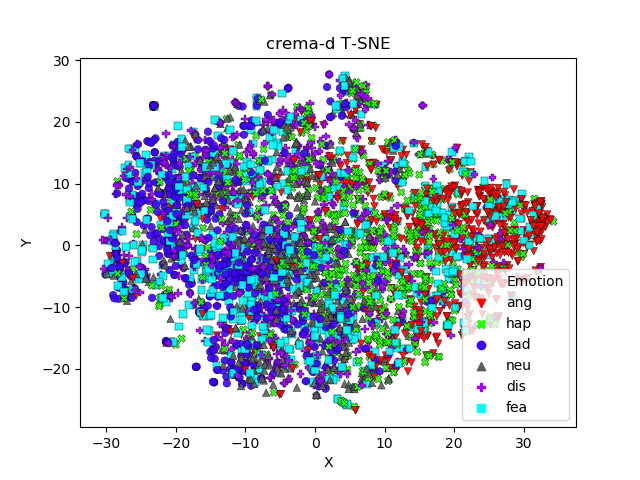 crema-d T-SNE
30
20
10
0
−10
−20
Y
−30
−20
−10
0
10
20
30
X
Emotion
ang
hap
sad
neu
dis
fea